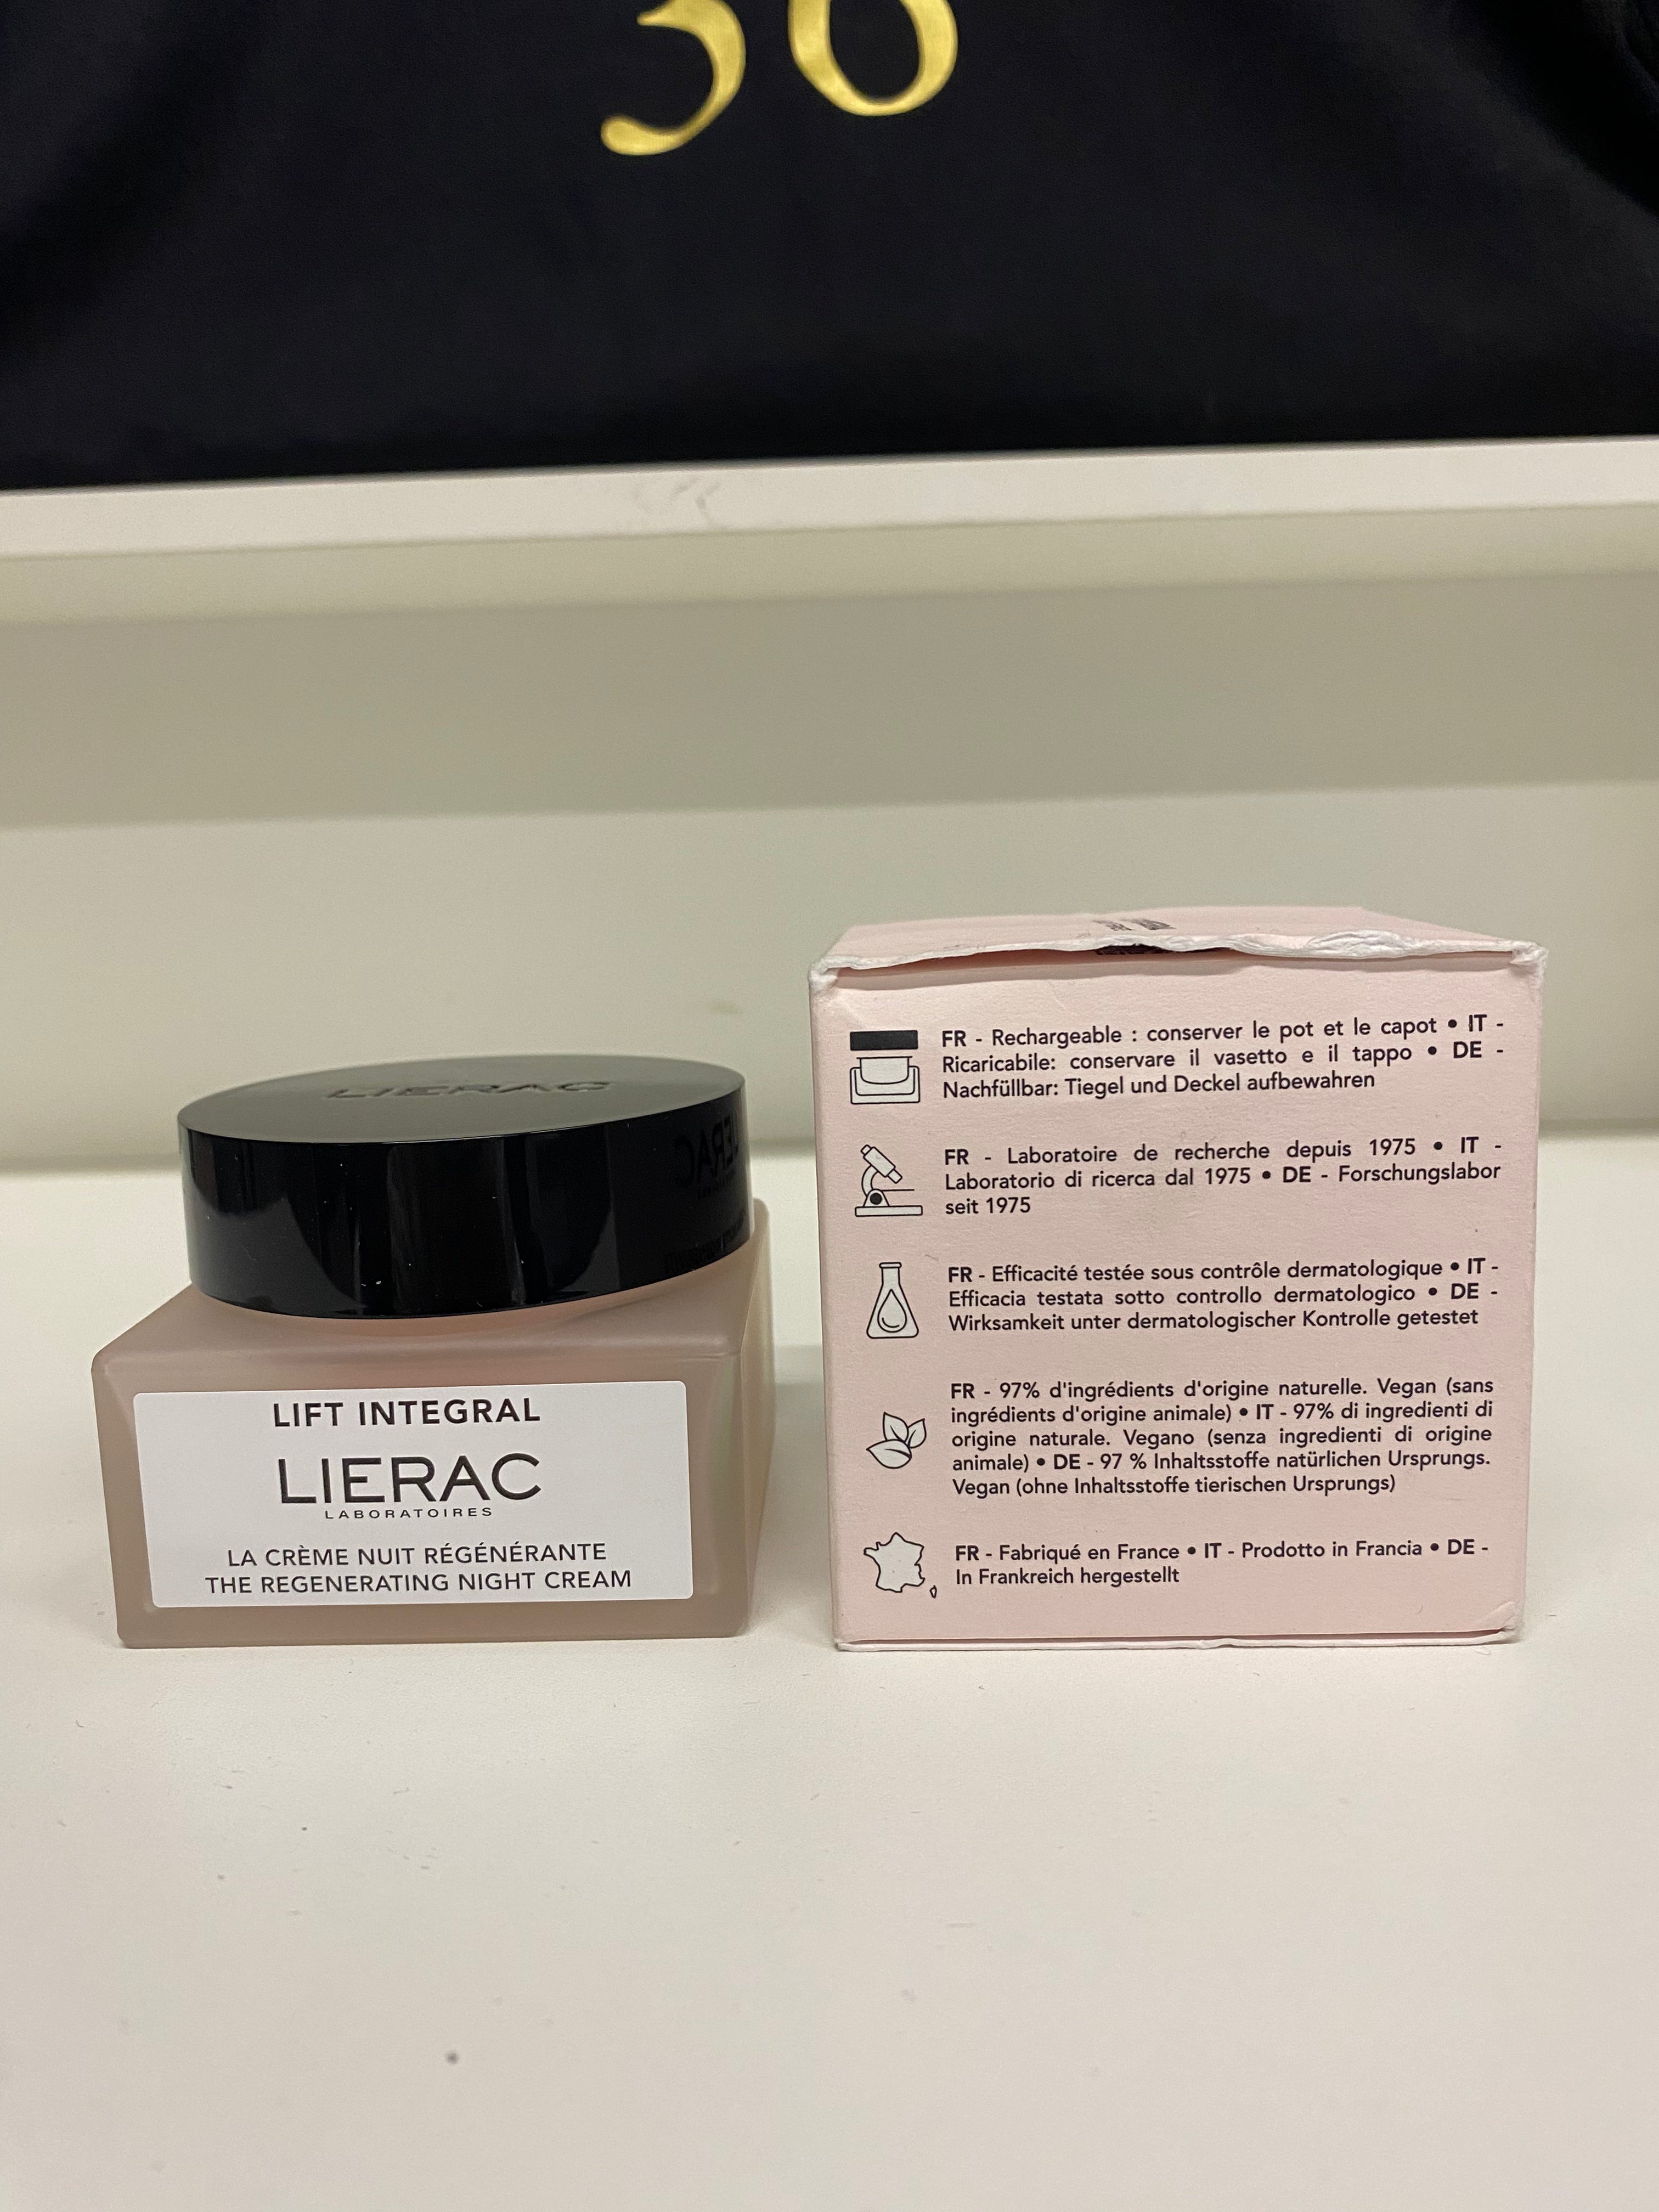 36
LIERAC
LIFT INTEGRAL
LIERAC
LABORATOIRES
LA CRÈME NUIT RÉGÉNÉRANTE
THE REGENERATING NIGHT CREAM
FR - Rechargeable : conserver le pot et le capot • IT -
Ricaricabile: conservare il vasetto e il tappo • DE -
Nachfüllbar: Tiegel und Deckel aufbewahren
FR - Laboratoire de recherche depuis 1975 • IT -
Laboratorio di ricerca dal 1975 • DE - Forschungslabor
seit 1975
FR - Efficacité testée sous contrôle dermatologique • IT -
Efficacia testata sotto controllo dermatologico • DE -
Wirksamkeit unter dermatologischer Kontrolle getestet
FR - 97% d'ingrédients d'origine naturelle. Vegan (sans
ingrédients d'origine animale) • IT - 97% di ingredienti di
origine naturale. Vegano (senza ingredienti di origine
animale) • DE - 97 % Inhaltsstoffe natürlichen Ursprungs.
Vegan (ohne Inhaltsstoffe tierischen Ursprungs)
FR - Fabriqué en France • IT - Prodotto in Francia • DE -
In Frankreich hergestellt